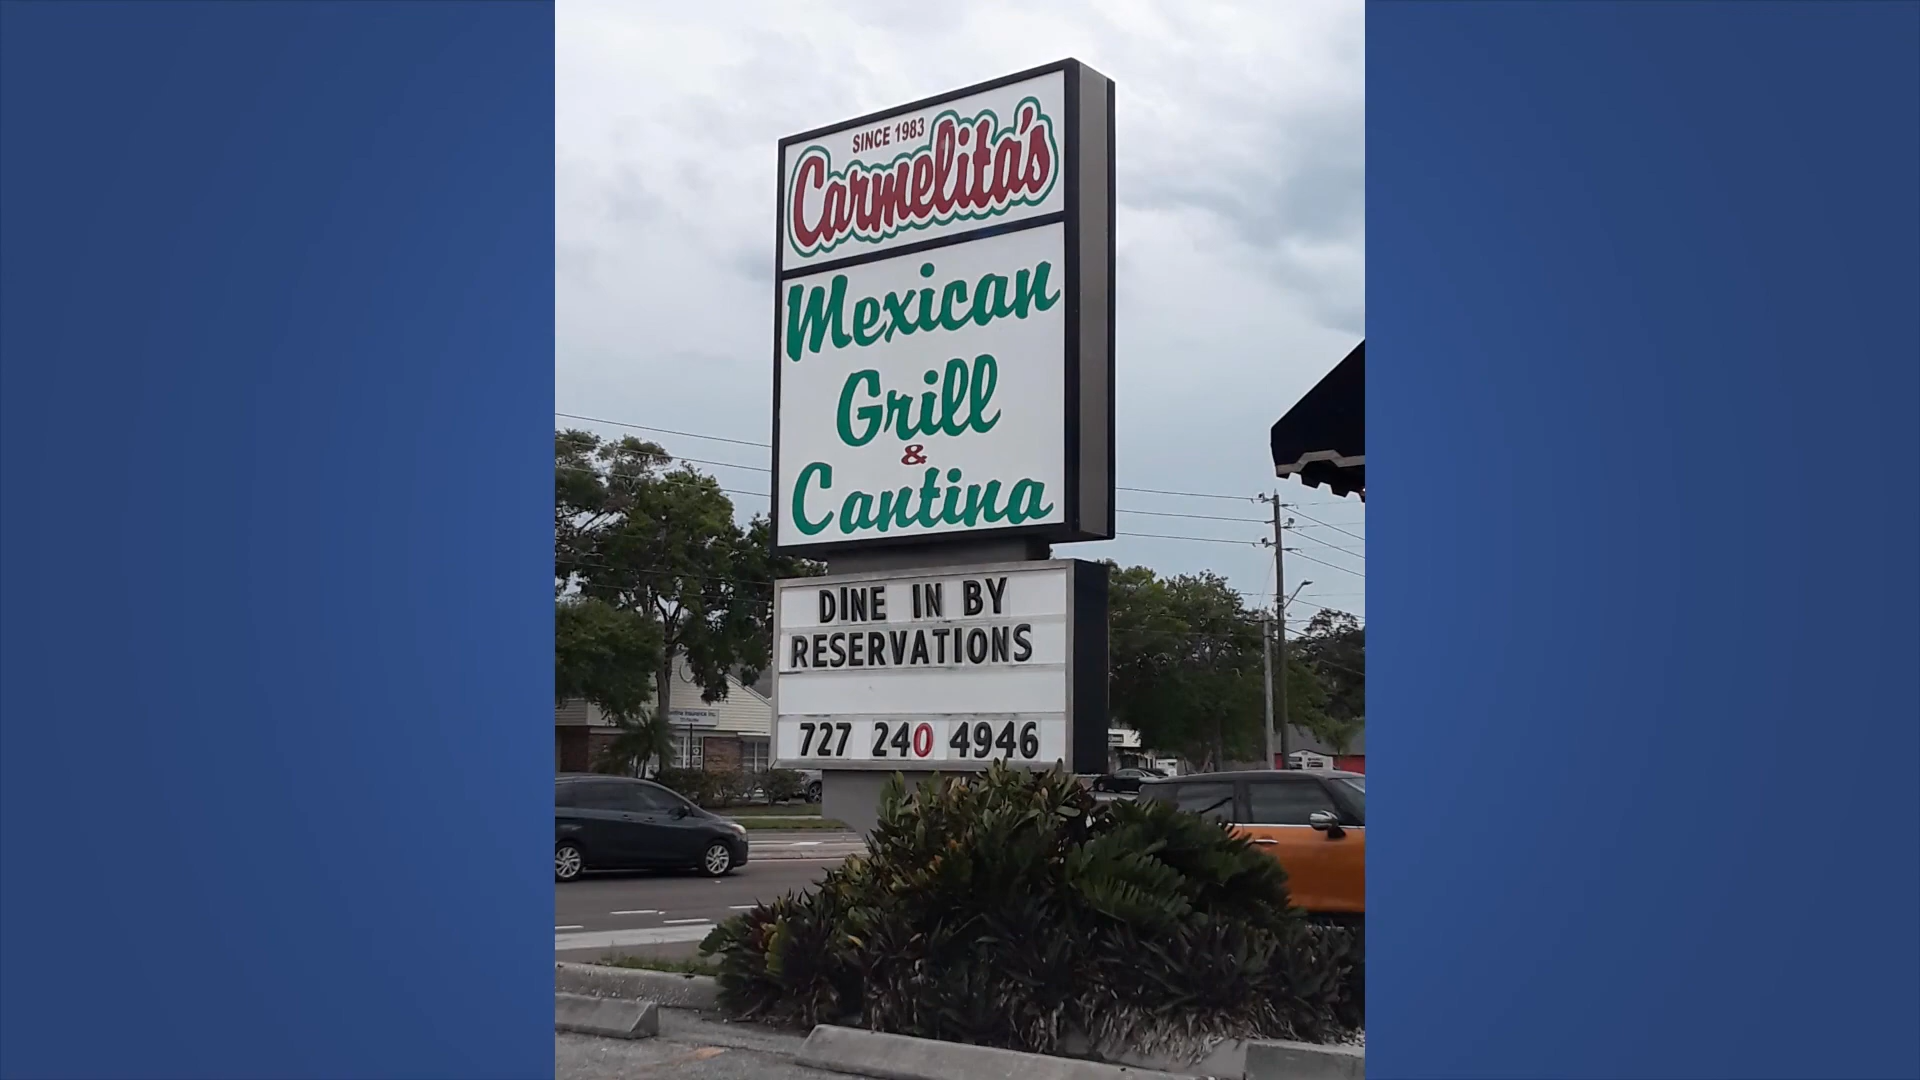 SINCE 1983
Carmelita's
Mexican
Grill
&
Cantina
DINE IN BY
RESERVATIONS
727 240 4946